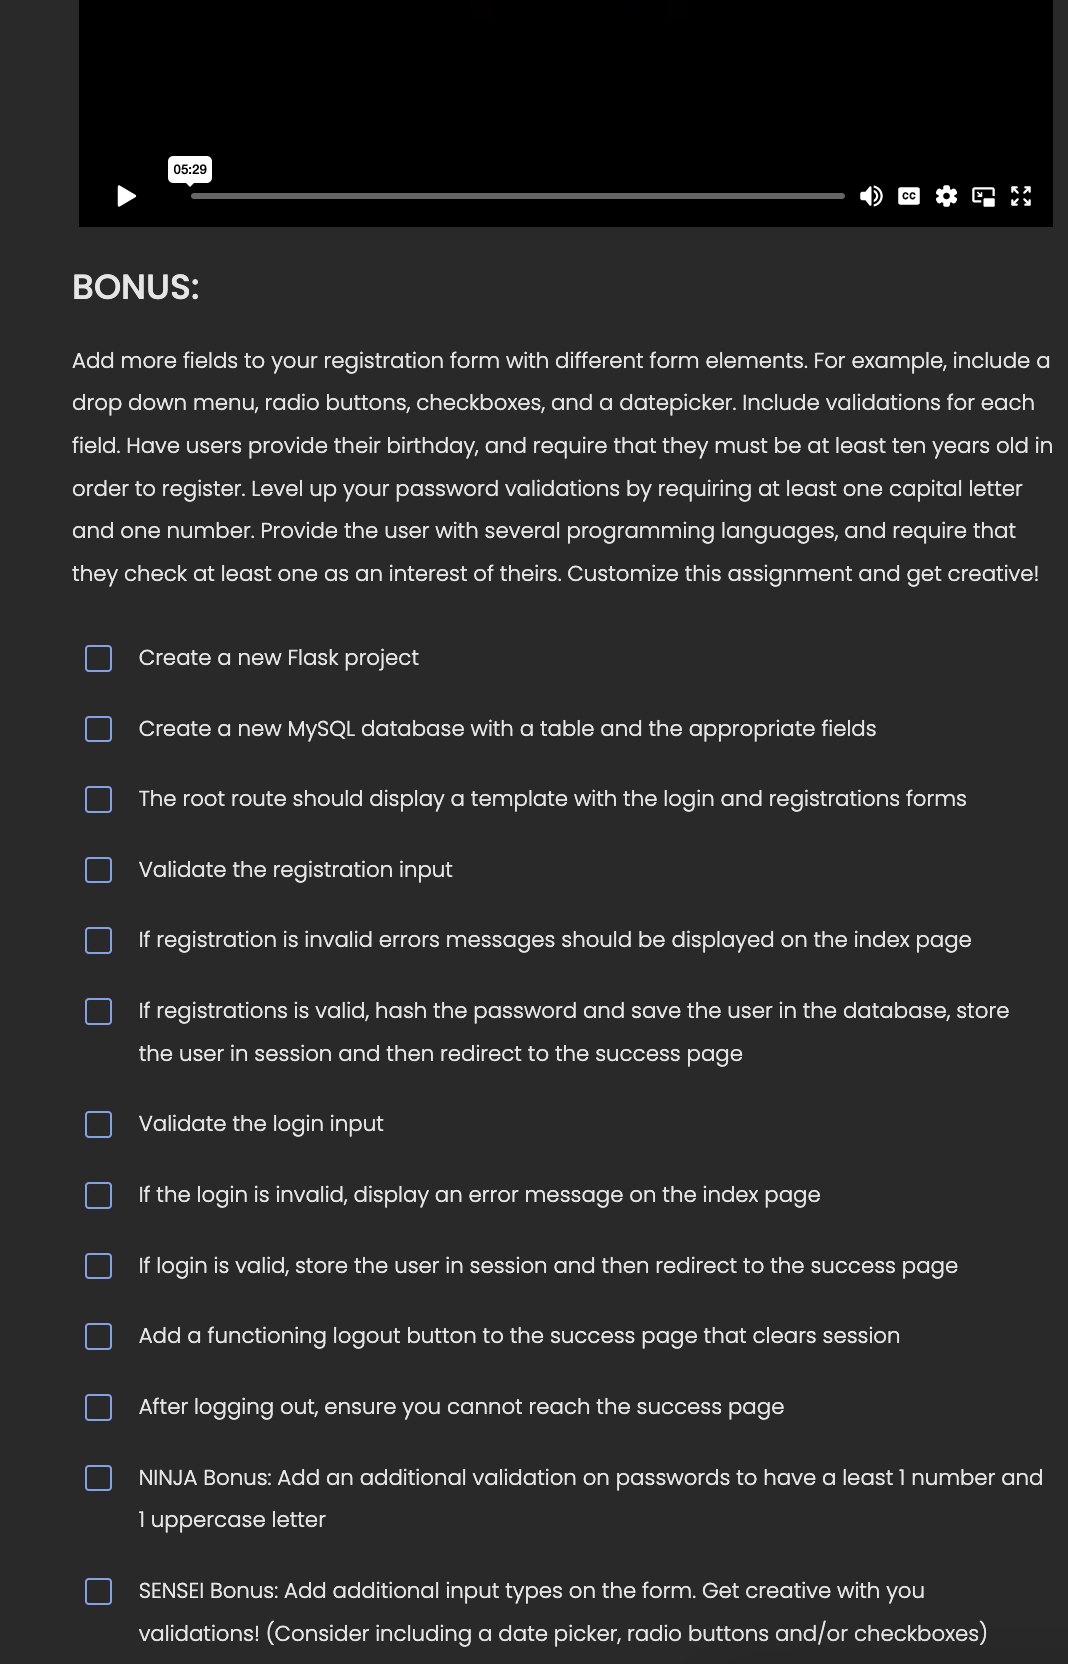 05:29
CC
BONUS:
Add more fields to your registration form with different form elements. For example, include a
drop down menu, radio buttons, checkboxes, and a datepicker. Include validations for each
field. Have users provide their birthday, and require that they must be at least ten years old in
order to register. Level up your password validations by requiring at least one capital letter
and one number. Provide the user with several programming languages, and require that
they check at least one as an interest of theirs. Customize this assignment and get creative!
Create a new Flask project
Create a new MySQL database with a table and the appropriate fields
The root route should display a template with the login and registrations forms
Validate the registration input
If registration is invalid errors messages should be displayed on the index page
If registrations is valid, hash the password and save the user in the database, store
the user in session and then redirect to the success page
Validate the login input
If the login is invalid, display an error message on the index page
If login is valid, store the user in session and then redirect to the success page
Add a functioning logout button to the success page that clears session
After logging out, ensure you cannot reach the success page
NINJA Bonus: Add an additional validation on passwords to have a least 1 number and
1 uppercase letter
SENSEI Bonus: Add additional input types on the form. Get creative with you
validations! (Consider including a date picker, radio buttons and/or checkboxes)